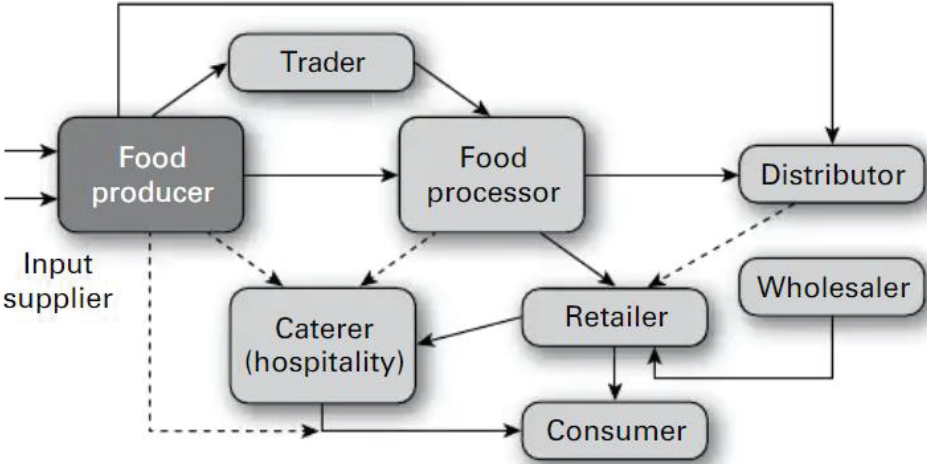 Trader
Food
producer
Food
processor
Distributor
Input
supplier
Caterer
(hospitality)
Retailer
Wholesaler
Consumer